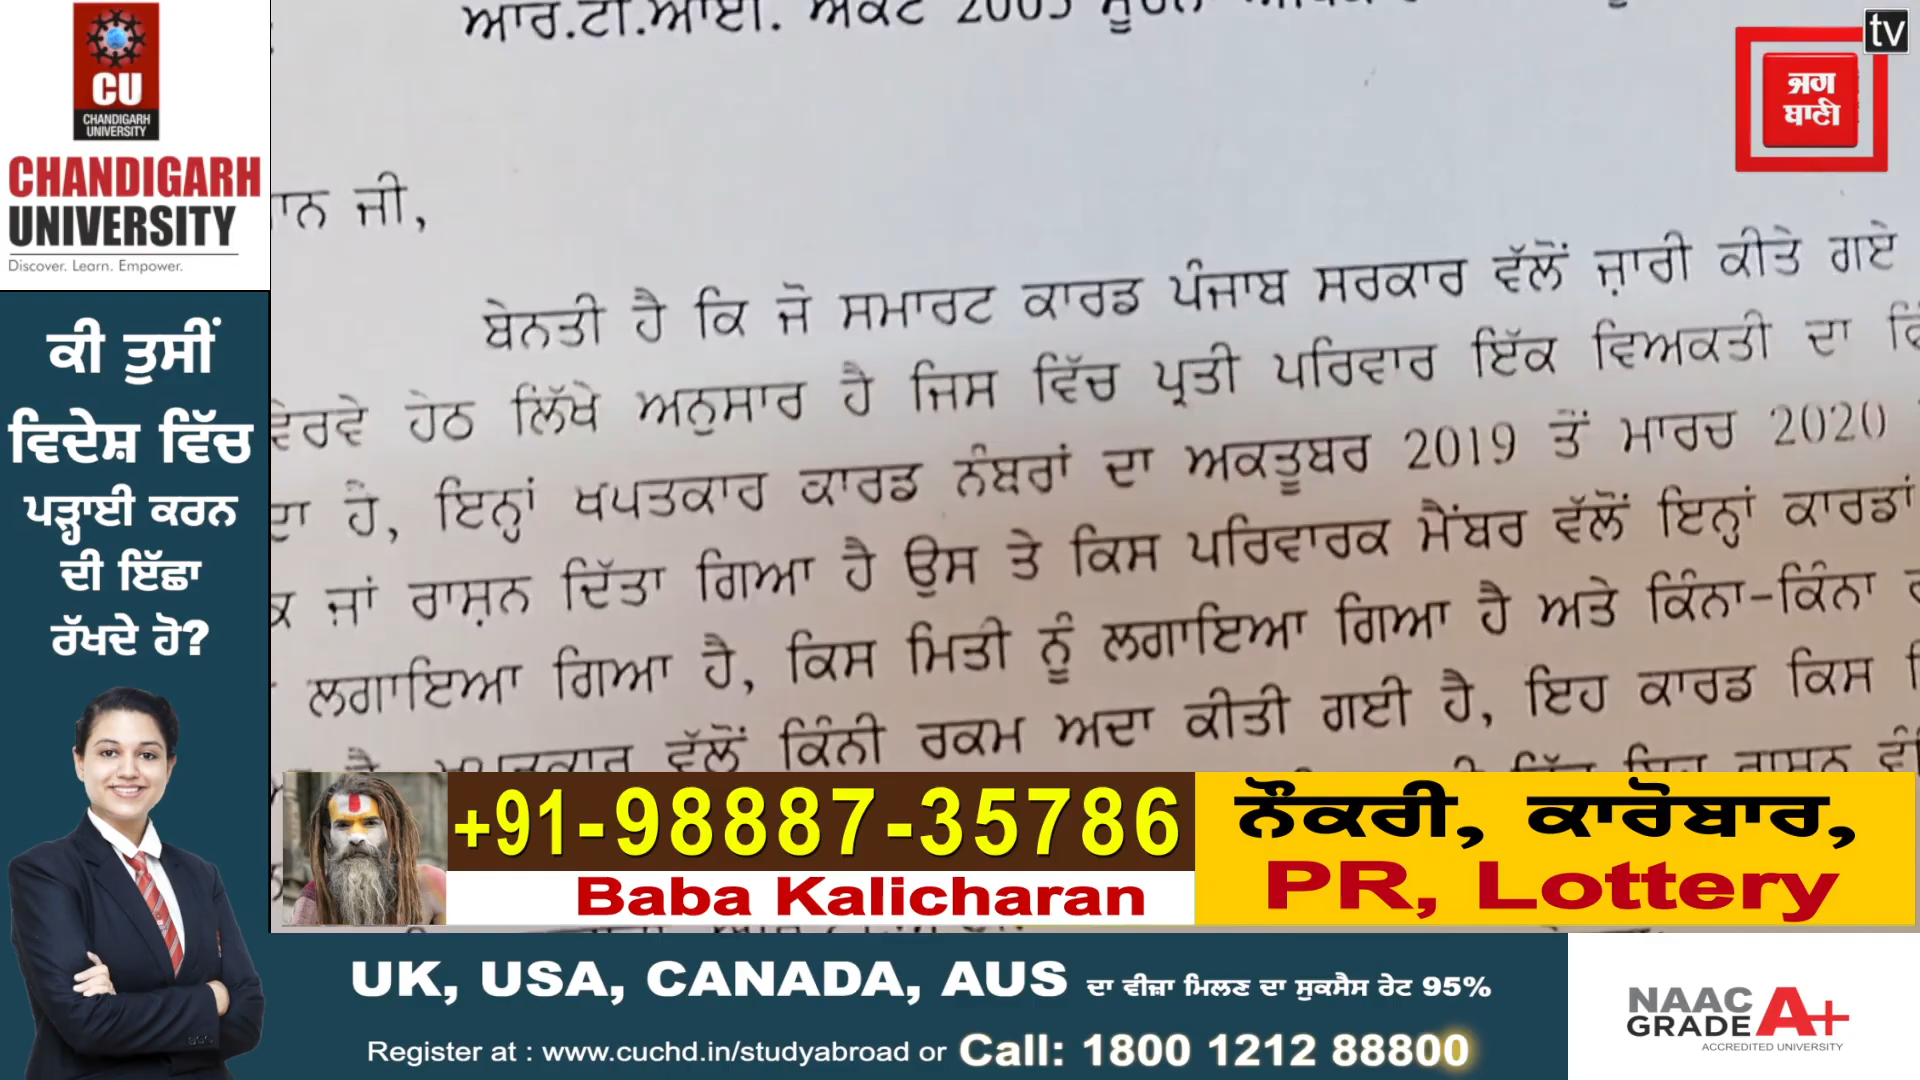 CU
CHANDIGARH
UNIVERSITY
CHANDIGARH
UNIVERSITY
Discover. Learn. Empower.
ਕੀ ਤੁਸੀਂ
ਵਿਦੇਸ਼ ਵਿੱਚ
ਪੜ੍ਹਾਈ ਕਰਨ
ਦੀ ਇੱਛਾ
ਰੱਖਦੇ ਹੋ?
tv
ਜਗ
ਬਾਣੀ
ਆਰ.ਟੀ.ਆਈ. ਐਕਟ 2005
ਜੀ,
ਬੇਨਤੀ ਹੈ ਕਿ ਜੋ ਸਮਾਰਟ ਕਾਰਡ ਪੰਜਾਬ ਸਰਕਾਰ ਵੱਲੋਂ ਜ਼ਾਰੀ ਕੀਤੇ ਗਏ
ਵੇਰਵੇ ਹੇਠ ਲਿੱਖੇ ਅਨੁਸਾਰ ਹੈ ਜਿਸ ਵਿੱਚ ਪ੍ਰਤੀ ਪਰਿਵਾਰ ਇੱਕ ਵਿਅਕਤੀ ਦਾ
ਹੈ, ਇਨ੍ਹਾਂ ਖਪਤਕਾਰ ਕਾਰਡ ਨੰਬਰਾਂ ਦਾ ਅਕਤੂਬਰ 2019 ਤੋਂ ਮਾਰਚ 2020
ਜ਼ਾਂ ਰਾਸ਼ਨ ਦਿੱਤਾ ਗਿਆ ਹੈ ਉਸ ਤੇ ਕਿਸ ਪਰਿਵਾਰਕ ਮੈਂਬਰ ਵੱਲੋਂ ਇਨ੍ਹਾਂ ਕਾਰਡਾਂ
ਲਗਾਇਆ ਗਿਆ ਹੈ, ਕਿਸ ਮਿਤੀ ਨੂੰ ਲਗਾਇਆ ਗਿਆ ਹੈ ਅਤੇ ਕਿੰਨਾ-ਕਿੰਨਾ
ਹੈ, ਖਪਤਕਾਰ ਵੱਲੋਂ ਕਿੰਨੀ ਰਕਮ ਅਦਾ ਕੀਤੀ ਗਈ ਹੈ, ਇਹ ਕਾਰਡ ਕਿਸ
+91-98887-35786
Baba Kalicharan
ਨੌਕਰੀ, ਕਾਰੋਬਾਰ,
PR, Lottery
UK, USA, CANADA, AUS ਦਾ ਵੀਜ਼ਾ ਮਿਲਣ ਦਾ ਸੁਕਸੈਸ ਰੇਟ 95%
Register at : www.cuchd.in/studyabroad or Call: 1800 1212 88800
NAAC
GRADE A+
ACCREDITED UNIVERSITY